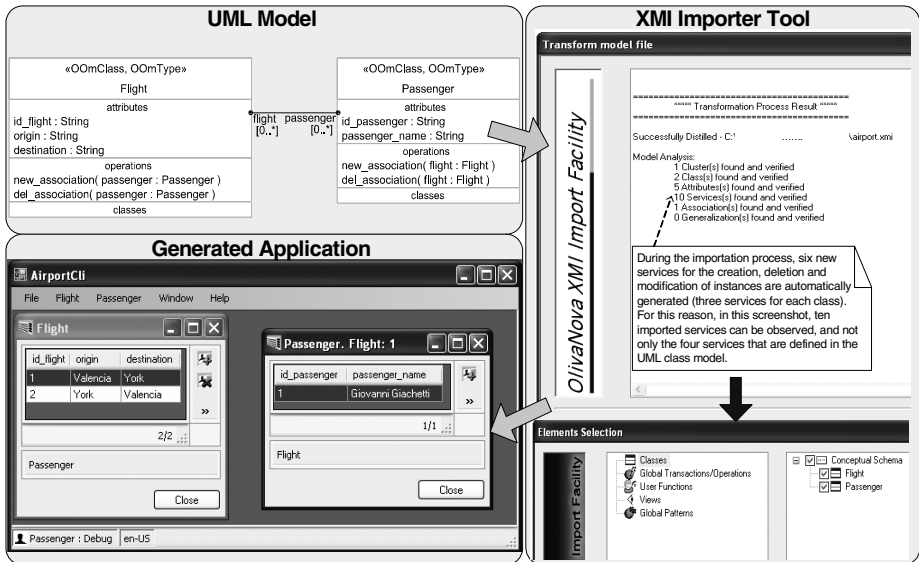 UML Model
«OOmClass, OOmType»
Flight
attributes
id_flight : String
origin : String
destination : String
operations
new_association( passenger : Passenger )
del_association( passenger : Passenger )
classes
flight passenger
[0..*] [0..*]
«OOmClass, OOmType»
Passenger
attributes
id_passenger : String
passenger_name : String
operations
new_association( flight : Flight )
del_association( flight : Flight )
classes
XMI Importer Tool
Transform model file
OlivaNova XMI Import Facility
==========================================
***** Transformation Process Result *****
==========================================
Successfully Distilled - C:\ ....... \airport.xmi
Model Analysis:
1 Cluster(s) found and verified
2 Class(s) found and verified
5 Attributes(s) found and verified
10 Services(s) found and verified
1 Association(s) found and verified
0 Generalization(s) found and verified
During the importation process, six new
services for the creation, deletion and
modification of instances are automatically
generated (three services for each class).
For this reason, in this screenshot, ten
imported services can be observed, and not
only the four services that are defined in the
UML class model.
Elements Selection
Import Facility
Classes
Global Transactions/Operations
User Functions
Views
Global Patterns
Conceptual Schema
Flight
Passenger
Generated Application
AirportCli
File Flight Passenger Window Help
Flight
id_flight origin destination
1 Valencia York
2 York Valencia
»
2/2
Passenger
Close
Passenger. Flight: 1
id_passenger passenger_name
1 Giovanni Giachetti
»
1/1
Flight
Close
Passenger : Debug en-US